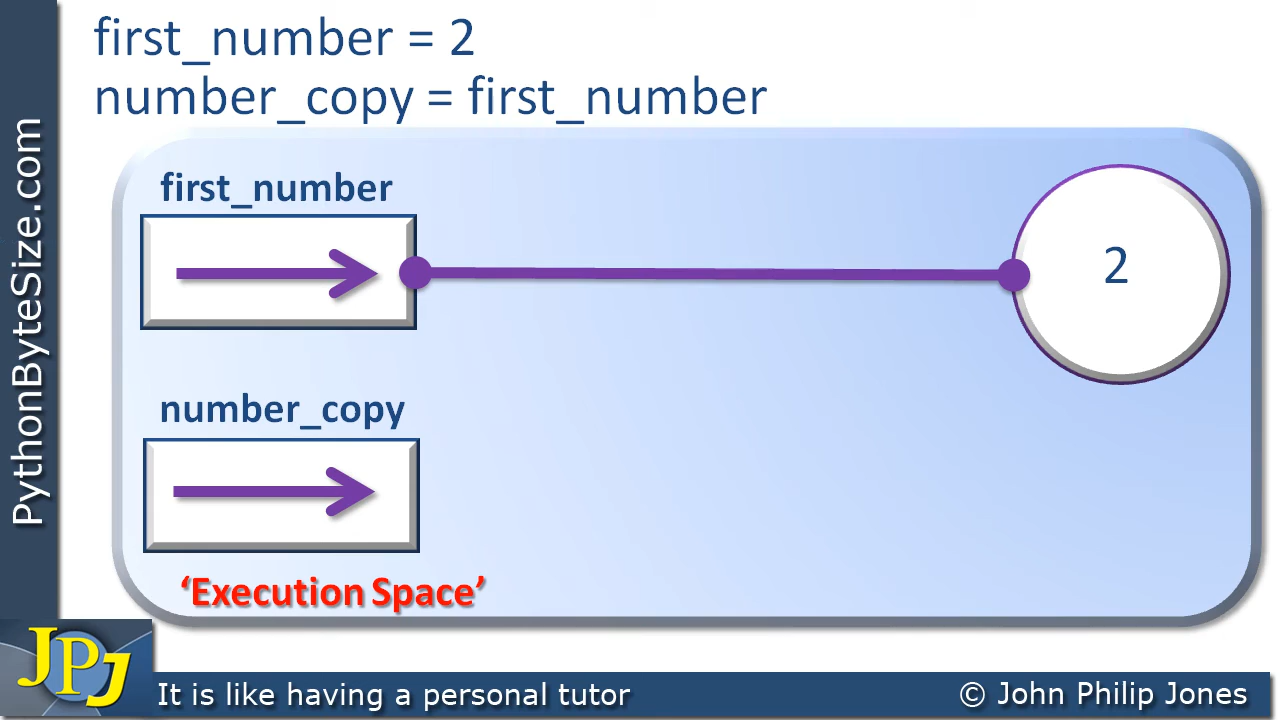 first_number = 2
number_copy = first_number
first_number
2
number_copy
‘Execution Space’
PythonByteSize.com
JPJ
It is like having a personal tutor
© John Philip Jones